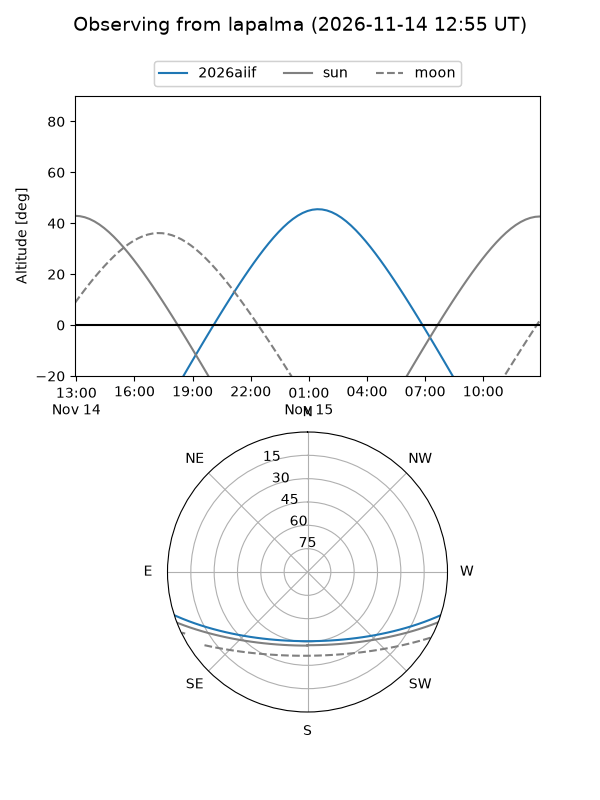 Observing from lapalma (2026-11-14 12:55 UT)
2026aiif sun moon
Altitude [deg]
80
60
40
20
0
−20
13:00 16:00 19:00 22:00 01:00 04:00 07:00 10:00
Nov 14 Nov 15
N
NE NW
15
30
45
60
75
E W
SE SW
S